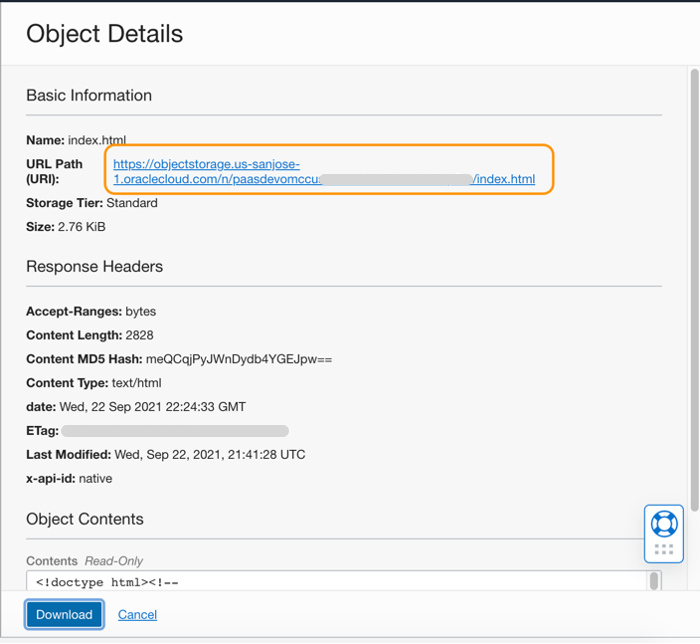 Object Details
Basic Information
Name: index.html
URL Path
(URI):
https://objectstorage.us-sanjose-
1.oraclecloud.com/n/paasdevomccu
/index.html
Storage Tier: Standard
Size: 2.76 KiB
Response Headers
Accept-Ranges: bytes
Content Length: 2828
Content MD5 Hash: meQCqjPyJWnDydb4YGEJpw==
Content Type: text/html
date: Wed, 22 Sep 2021 22:24:33 GMT
ETag:
Last Modified: Wed, Sep 22, 2021, 21:41:28 UTC
x-api-id: native
Object Contents
Contents Read-Only
<!doctype html><!--
Download Cancel